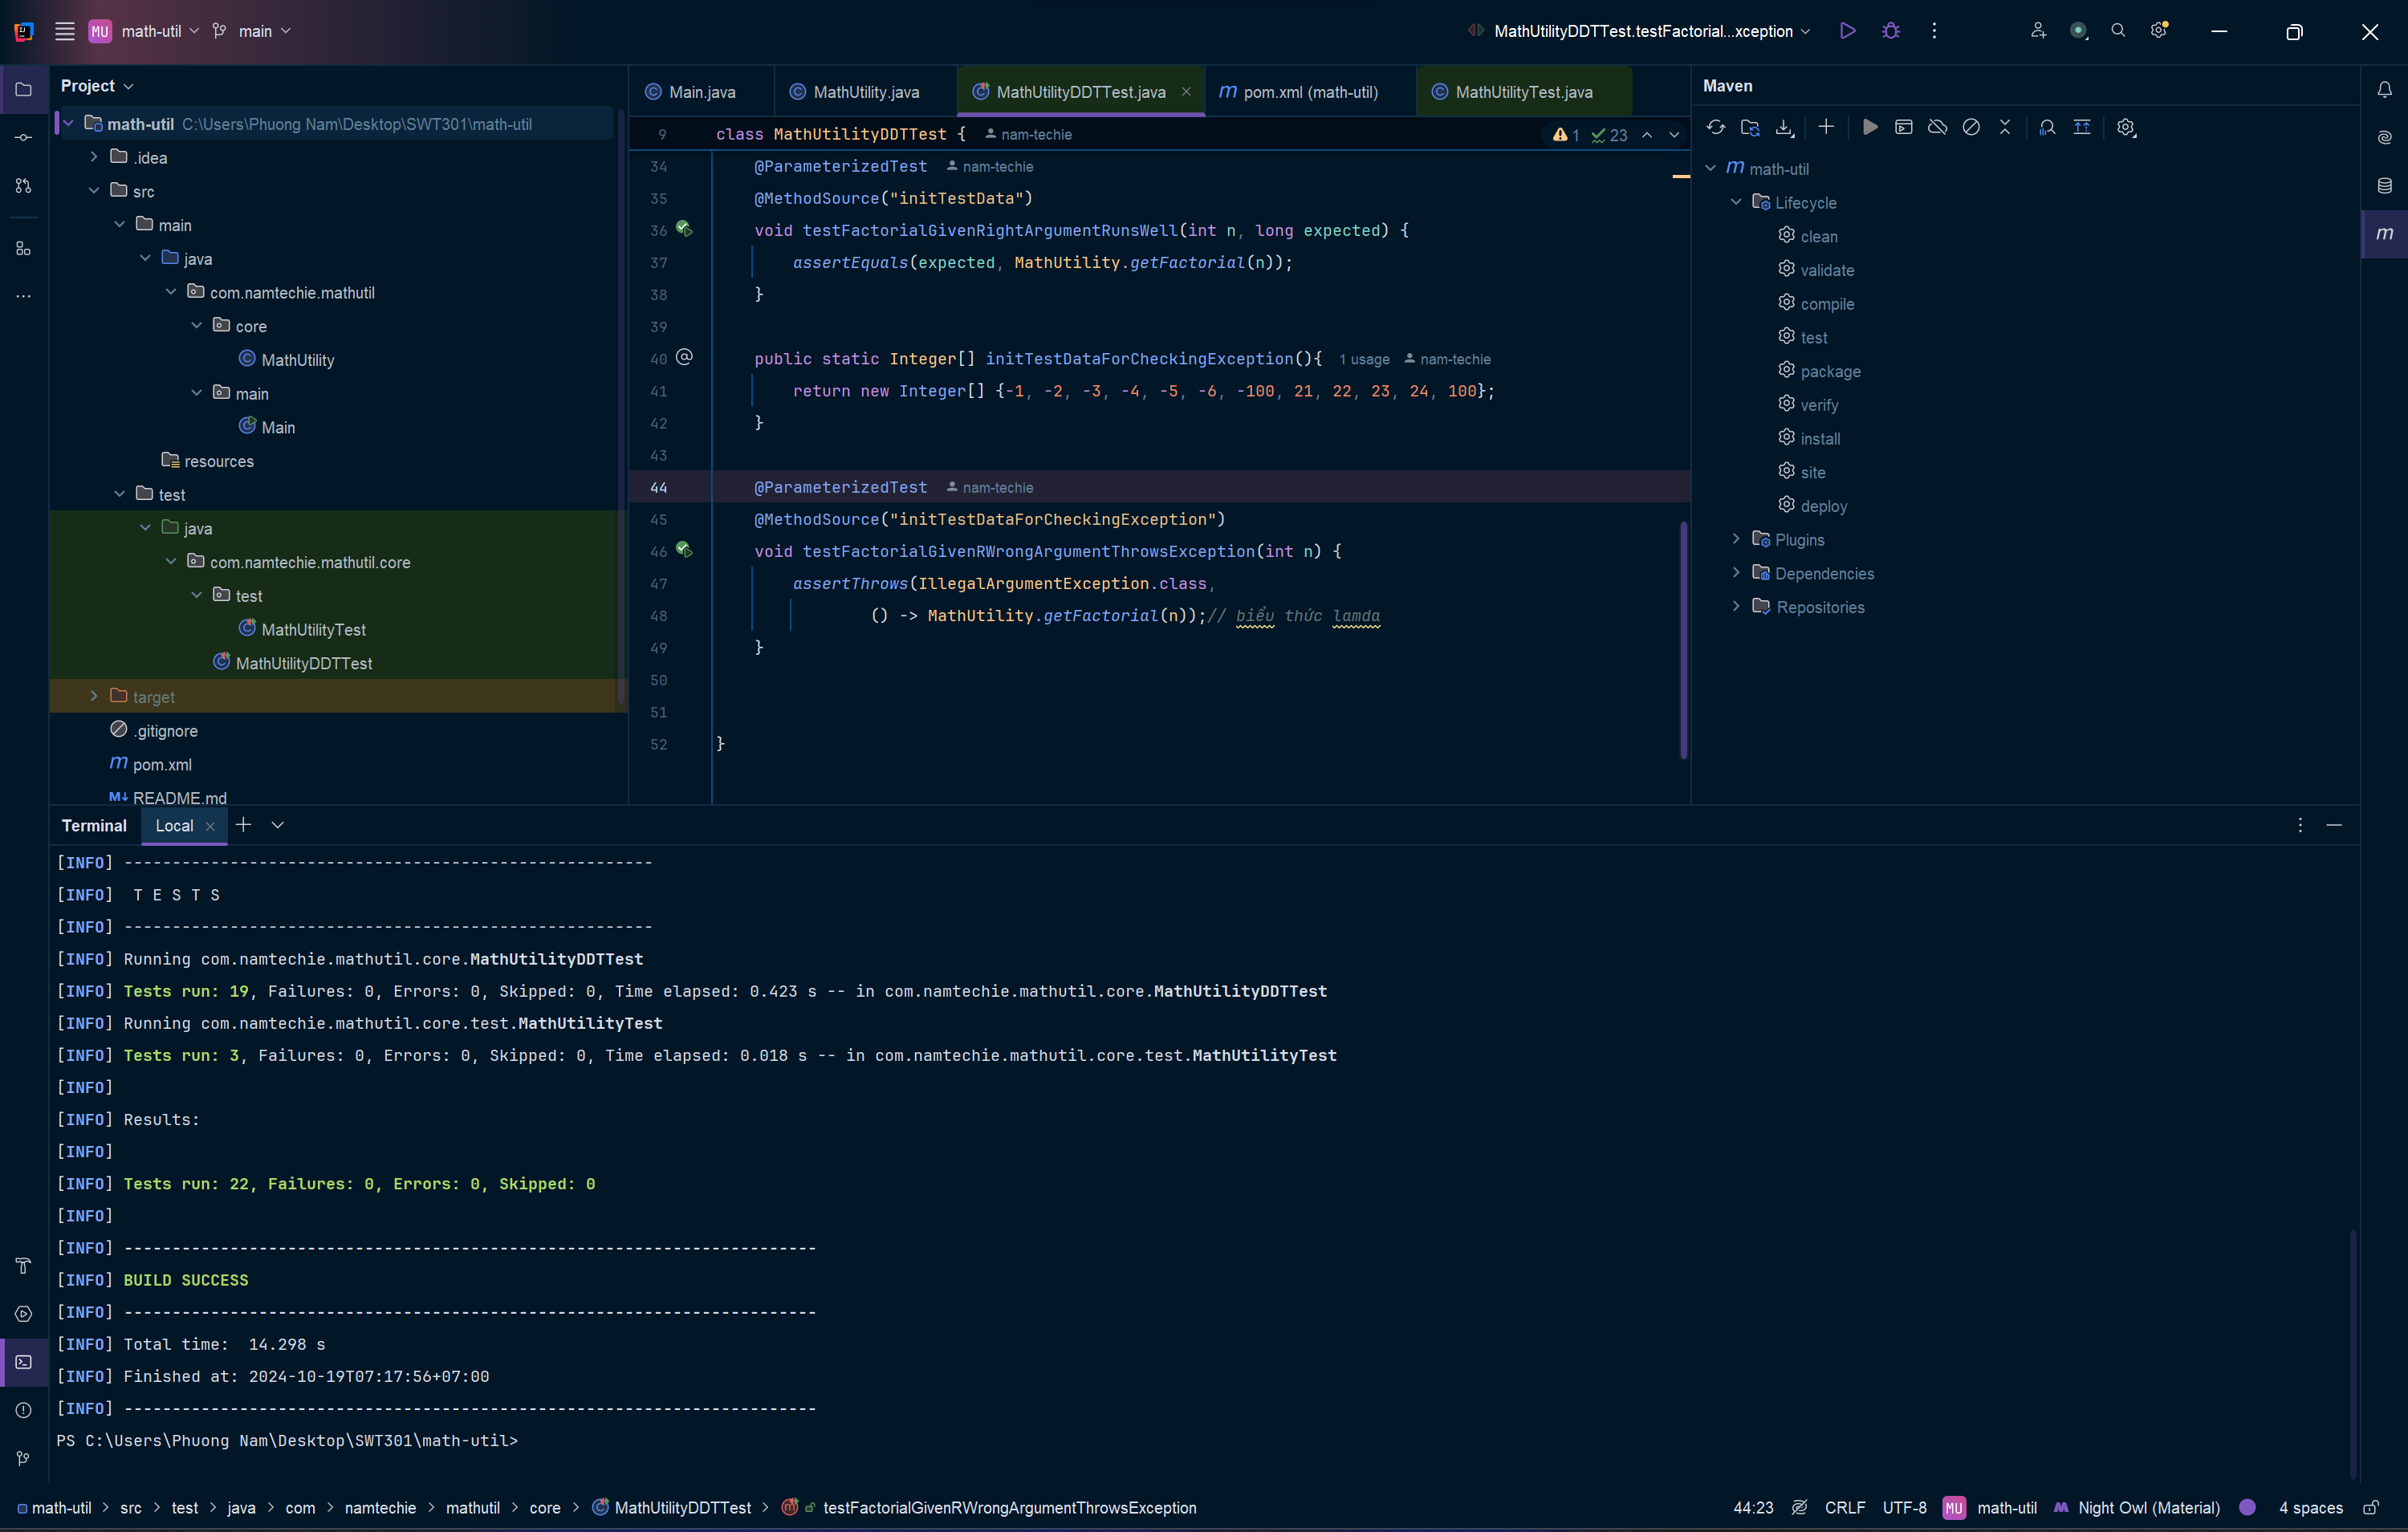 MU math-util main
MathUtilityDDTTest.testFactorial...xception
Project
math-util C:\Users\Phuong Nam\Desktop\SWT301\math-util
.idea
src
main
java
com.namtechie.mathutil
core
MathUtility
main
Main
resources
test
java
com.namtechie.mathutil.core
test
MathUtilityTest
MathUtilityDDTTest
target
.gitignore
m pom.xml
M↓ README.md
Main.java
MathUtility.java
MathUtilityDDTTest.java
m pom.xml (math-util)
MathUtilityTest.java
9 class MathUtilityDDTTest { nam-techie
1 23
34 @ParameterizedTest nam-techie
35 @MethodSource("initTestData")
36 void testFactorialGivenRightArgumentRunsWell(int n, long expected) {
37 assertEquals(expected, MathUtility.getFactorial(n));
38 }
39
40 @ public static Integer[] initTestDataForCheckingException(){ 1 usage nam-techie
41 return new Integer[] {-1, -2, -3, -4, -5, -6, -100, 21, 22, 23, 24, 100};
42 }
43
44 @ParameterizedTest nam-techie
45 @MethodSource("initTestDataForCheckingException")
46 void testFactorialGivenRWrongArgumentThrowsException(int n) {
47 assertThrows(IllegalArgumentException.class,
48 () -> MathUtility.getFactorial(n));// biểu thức lamda
49 }
50
51
52 }
Maven
m math-util
Lifecycle
clean
validate
compile
test
package
verify
install
site
deploy
Plugins
Dependencies
Repositories
m
Terminal Local
[INFO] -------------------------------------------------------
[INFO]  T E S T S
[INFO] -------------------------------------------------------
[INFO] Running com.namtechie.mathutil.core.MathUtilityDDTTest
[INFO] Tests run: 19, Failures: 0, Errors: 0, Skipped: 0, Time elapsed: 0.423 s -- in com.namtechie.mathutil.core.MathUtilityDDTTest
[INFO] Running com.namtechie.mathutil.core.test.MathUtilityTest
[INFO] Tests run: 3, Failures: 0, Errors: 0, Skipped: 0, Time elapsed: 0.018 s -- in com.namtechie.mathutil.core.test.MathUtilityTest
[INFO]
[INFO] Results:
[INFO]
[INFO] Tests run: 22, Failures: 0, Errors: 0, Skipped: 0
[INFO]
[INFO] ------------------------------------------------------------------------
[INFO] BUILD SUCCESS
[INFO] ------------------------------------------------------------------------
[INFO] Total time:  14.298 s
[INFO] Finished at: 2024-10-19T07:17:56+07:00
[INFO] ------------------------------------------------------------------------
PS C:\Users\Phuong Nam\Desktop\SWT301\math-util>
math-util > src > test > java > com > namtechie > mathutil > core > MathUtilityDDTTest > testFactorialGivenRWrongArgumentThrowsException
44:23 CRLF UTF-8 MU math-util Night Owl (Material) 4 spaces